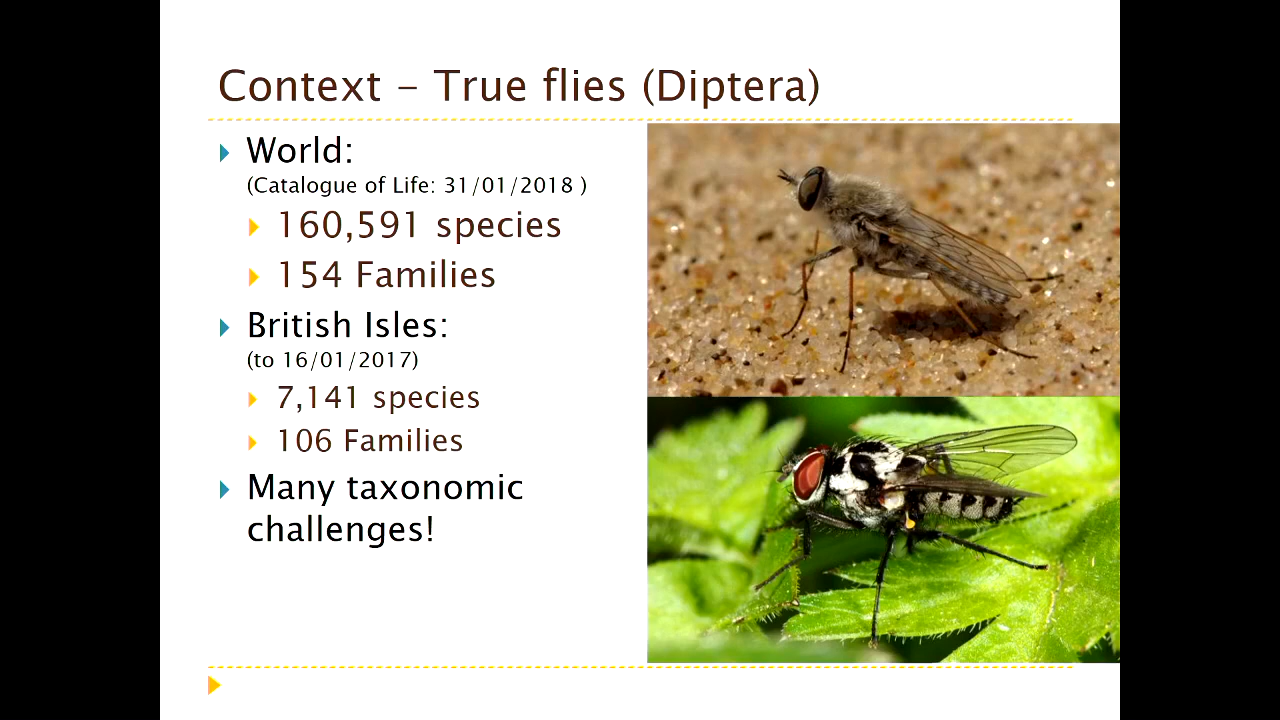 Context – True flies (Diptera)
World:
(Catalogue of Life: 31/01/2018 )
160,591 species
154 Families
British Isles:
(to 16/01/2017)
7,141 species
106 Families
Many taxonomic
challenges!